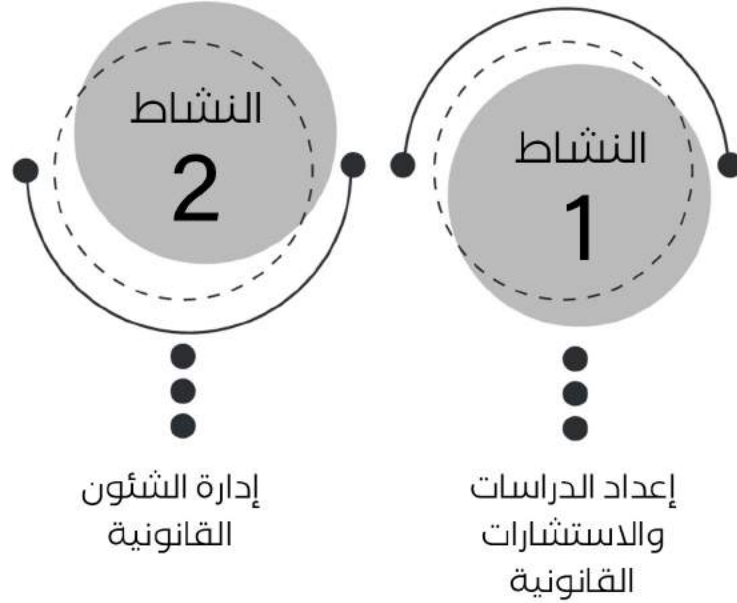 النشاط
1
إعداد الدراسات
والاستشارات
القانونية
النشاط
2
إدارة الشئون
القانونية